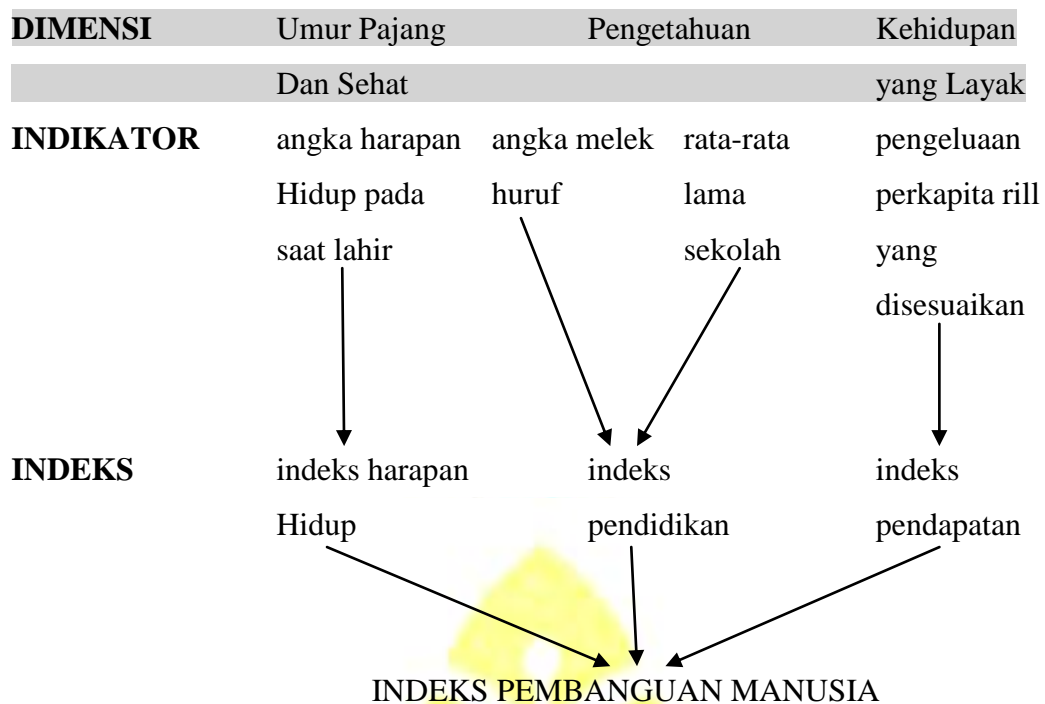 DIMENSI Umur Pajang Pengetahuan Kehidupan
Dan Sehat yang Layak
INDIKATOR angka harapan angka melek rata-rata pengeluaan
Hidup pada huruf lama perkapita rill
saat lahir sekolah yang
disesuaikan
INDEKS indeks harapan indeks indeks
Hidup pendidikan pendapatan
INDEKS PEMBANGUAN MANUSIA